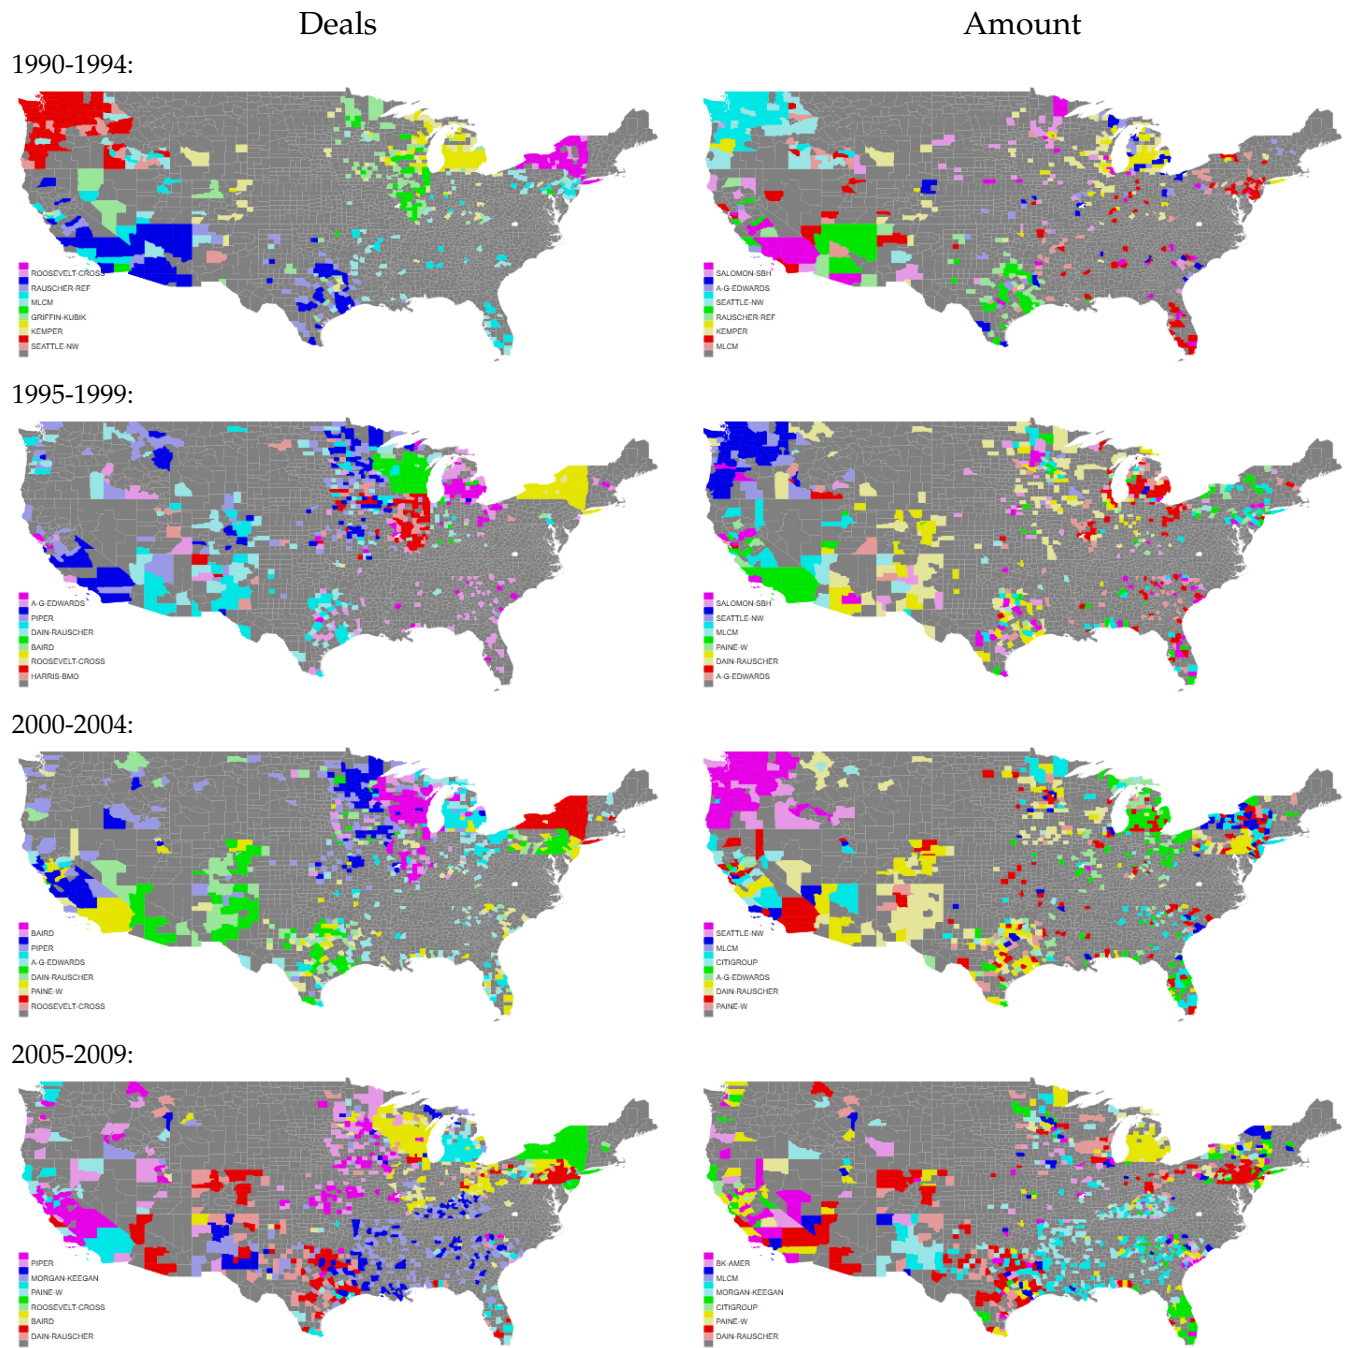 Deals
Amount
1990-1994:
ROOSEVELT-CROSS
RAUSCHER-REF
MLCM
GRIFFIN-KUBIK
KEMPER
SEATTLE-NW
SALOMON-SBH
A-G-EDWARDS
SEATTLE-NW
RAUSCHER-REF
KEMPER
MLCM
1995-1999:
A-G-EDWARDS
PIPER
DAIN-RAUSCHER
BAIRD
ROOSEVELT-CROSS
HARRIS-BMO
SALOMON-SBH
SEATTLE-NW
MLCM
PAINE-W
DAIN-RAUSCHER
A-G-EDWARDS
2000-2004:
BAIRD
PIPER
A-G-EDWARDS
DAIN-RAUSCHER
PAINE-W
ROOSEVELT-CROSS
SEATTLE-NW
MLCM
CITIGROUP
A-G-EDWARDS
DAIN-RAUSCHER
PAINE-W
2005-2009:
PIPER
MORGAN-KEEGAN
PAINE-W
ROOSEVELT-CROSS
BAIRD
DAIN-RAUSCHER
BK-AMER
MLCM
MORGAN-KEEGAN
CITIGROUP
PAINE-W
DAIN-RAUSCHER